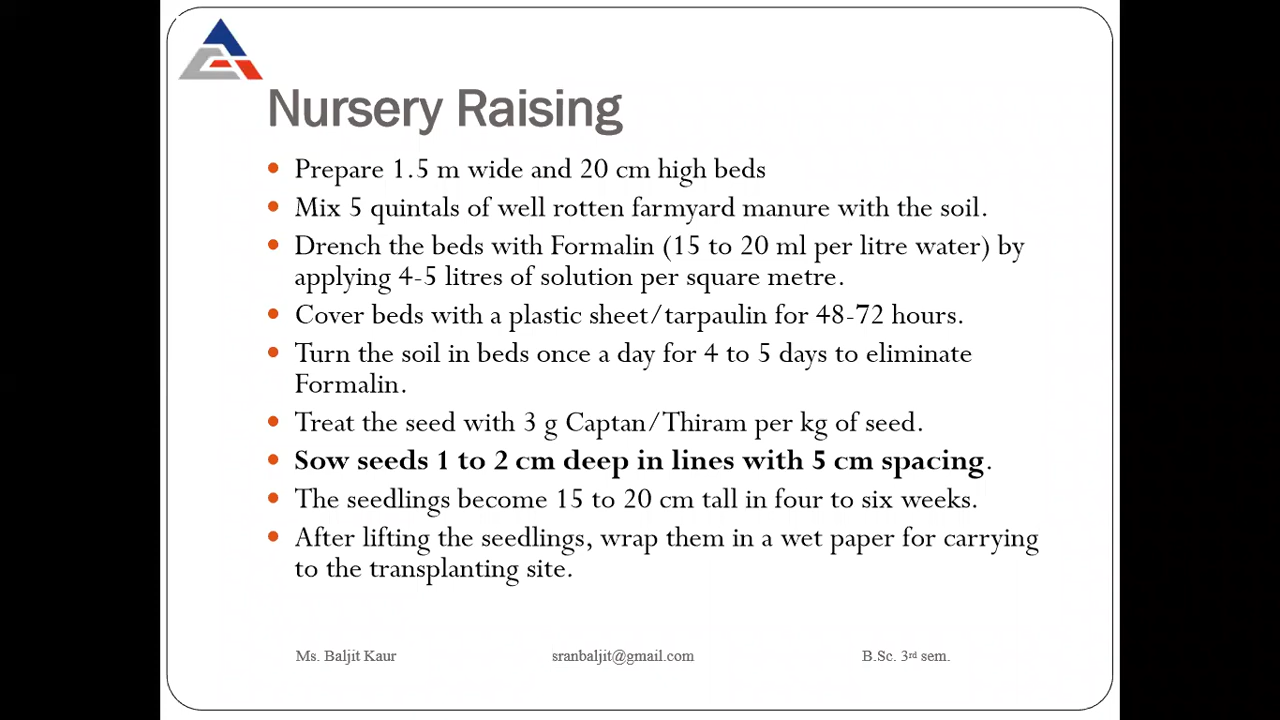 Nursery Raising
• Prepare 1.5 m wide and 20 cm high beds
• Mix 5 quintals of well rotten farmyard manure with the soil.
• Drench the beds with Formalin (15 to 20 ml per litre water) by
applying 4-5 litres of solution per square metre.
• Cover beds with a plastic sheet/tarpaulin for 48-72 hours.
• Turn the soil in beds once a day for 4 to 5 days to eliminate
Formalin.
• Treat the seed with 3 g Captan/Thiram per kg of seed.
• Sow seeds 1 to 2 cm deep in lines with 5 cm spacing.
• The seedlings become 15 to 20 cm tall in four to six weeks.
• After lifting the seedlings, wrap them in a wet paper for carrying
to the transplanting site.
Ms. Baljit Kaur sranbaljit@gmail.com B.Sc. 3rd sem.